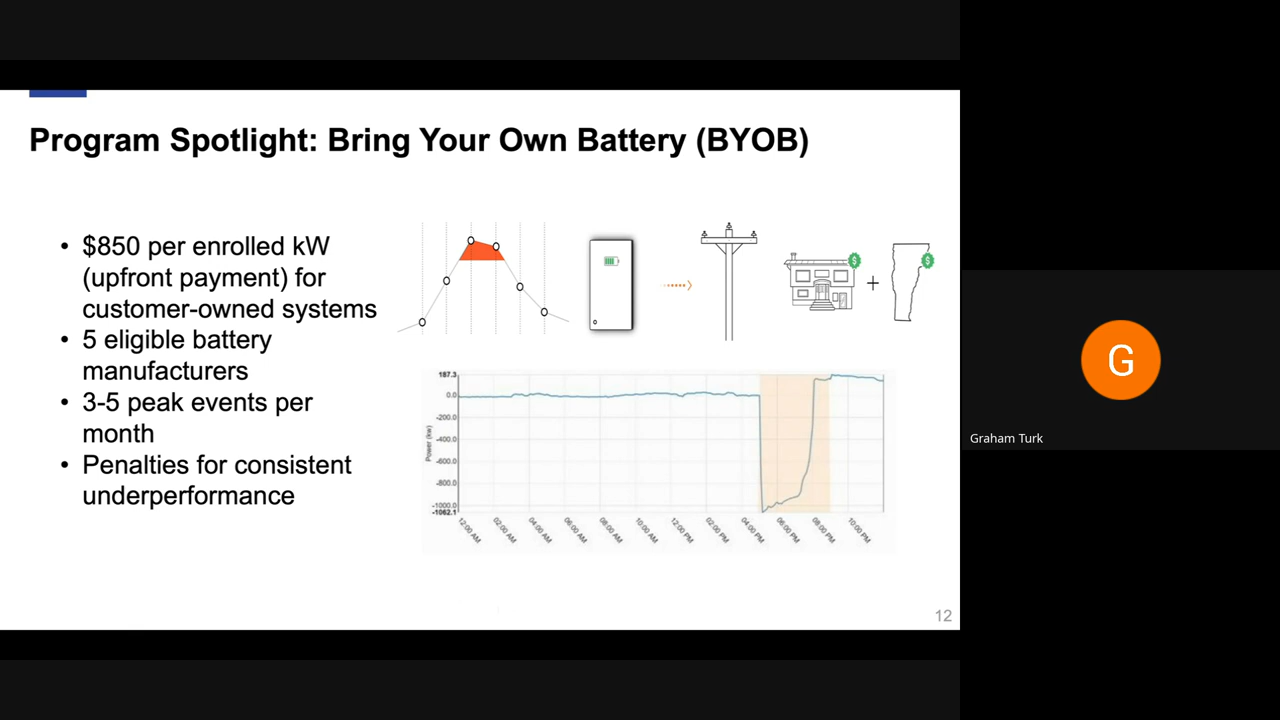 Program Spotlight: Bring Your Own Battery (BYOB)
• $850 per enrolled kW
(upfront payment) for
customer-owned systems
• 5 eligible battery
manufacturers
• 3-5 peak events per
month
• Penalties for consistent
underperformance
$
+
$
187.3
0.0
-200.0
-400.0
-600.0
-800.0
-1000.0
-1062.1
Power (kw)
12:00 AM
02:00 AM
04:00 AM
06:00 AM
08:00 AM
10:00 AM
12:00 PM
02:00 PM
04:00 PM
06:00 PM
08:00 PM
10:00 PM
12
G
Graham Turk